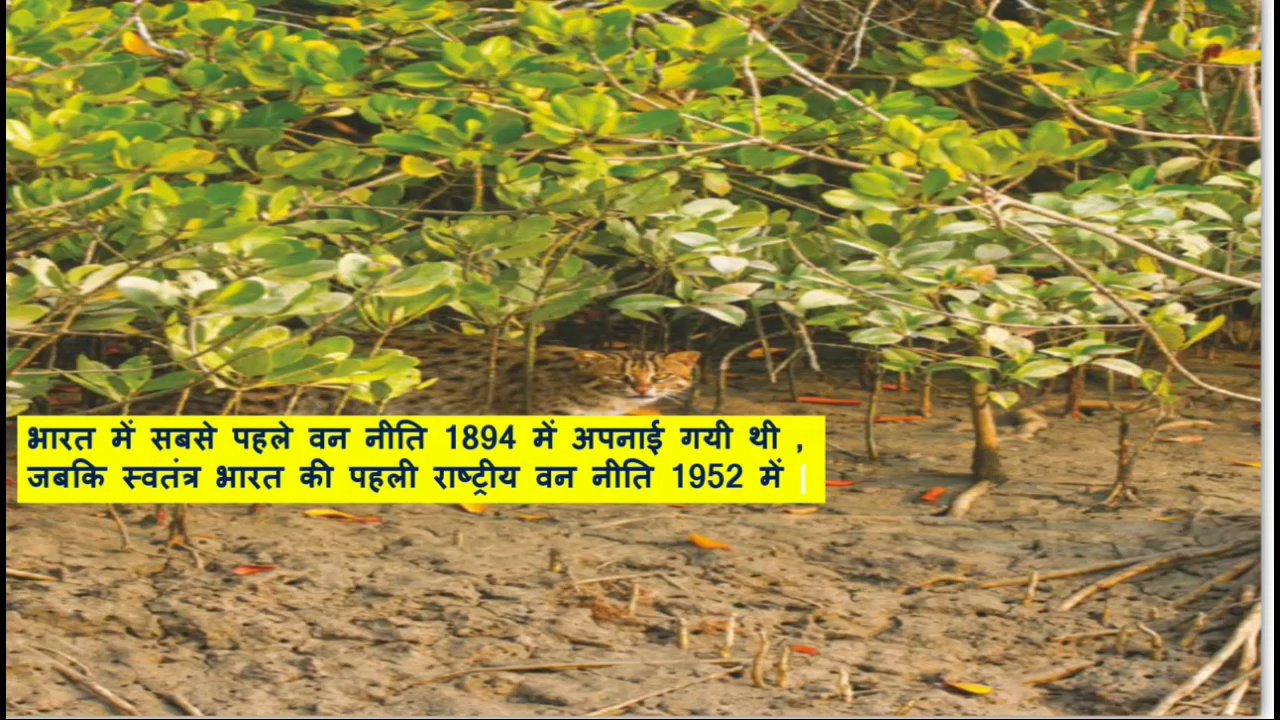 भारत में सबसे पहले वन नीति 1894 में अपनाई गयी थी ,
जबकि स्वतंत्र भारत की पहली राष्ट्रीय वन नीति 1952 में |